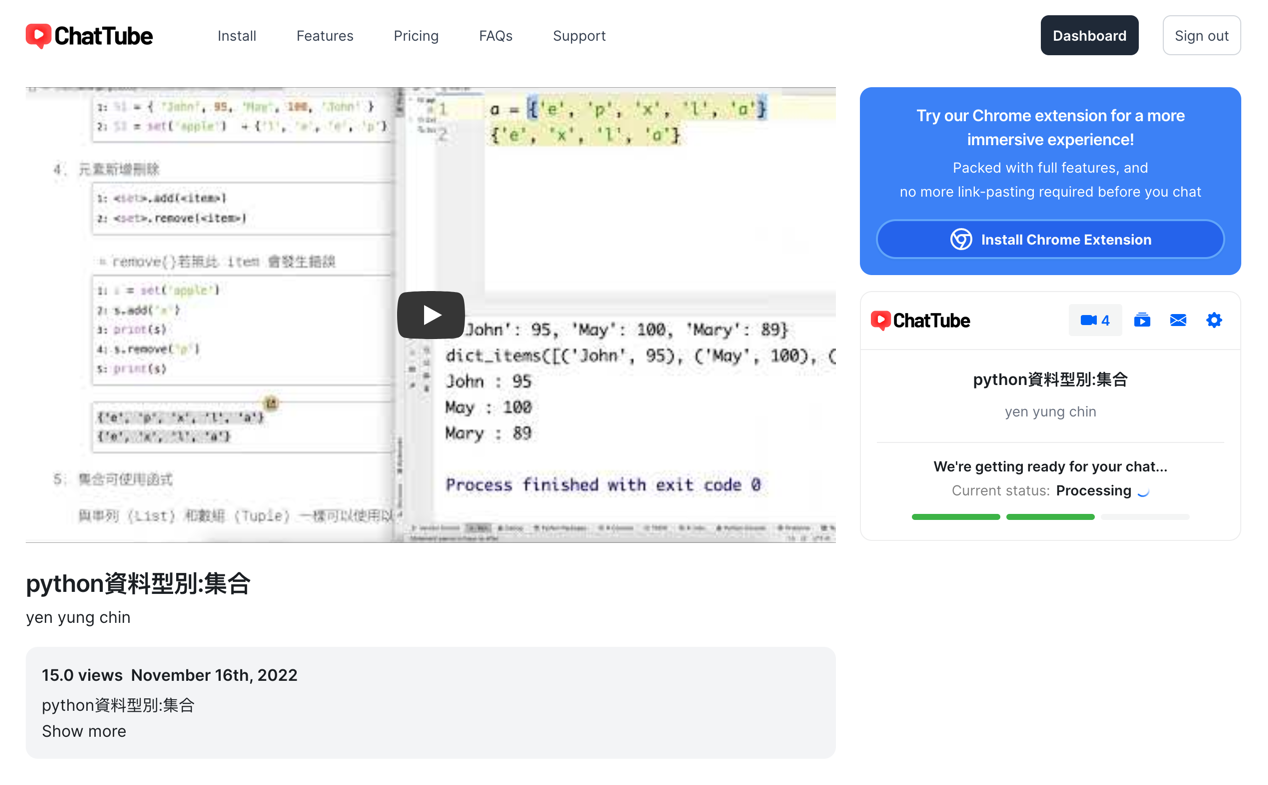 ChatTube
Install
Features
Pricing
FAQs
Support
Dashboard
Sign out
1: S1 = { 'John', 95, 'May', 100, 'John' }
2: S1 = set('apple')
4. 元素新增刪除
1: <set>.add(<item>)
2: <set>.remove(<item>)
remove()若無此 item 會發生錯誤
1: s = set('apple')
2: s.add('x')
3: print(s)
4: s.remove('p')
5: print(s)
{'e', 'p', 'x', 'l', 'a'}
{'e', 'x', 'l', 'a'}
5. 集合可使用函式
與串列 (List) 和數組 (Tuple) 一樣可以使用以
1 a = {'e', 'p', 'x', 'l', 'a'}
2 {'e', 'x', 'l', 'a'}
John': 95, 'May': 100, 'Mary': 89}
dict_items([('John', 95), ('May', 100), (
John : 95
May : 100
Mary : 89
Process finished with exit code 0
python資料型別:集合
yen yung chin
15.0 views November 16th, 2022
python資料型別:集合
Show more
Try our Chrome extension for a more
immersive experience!
Packed with full features, and
no more link-pasting required before you chat
Install Chrome Extension
ChatTube
4
python資料型別:集合
yen yung chin
We're getting ready for your chat...
Current status: Processing